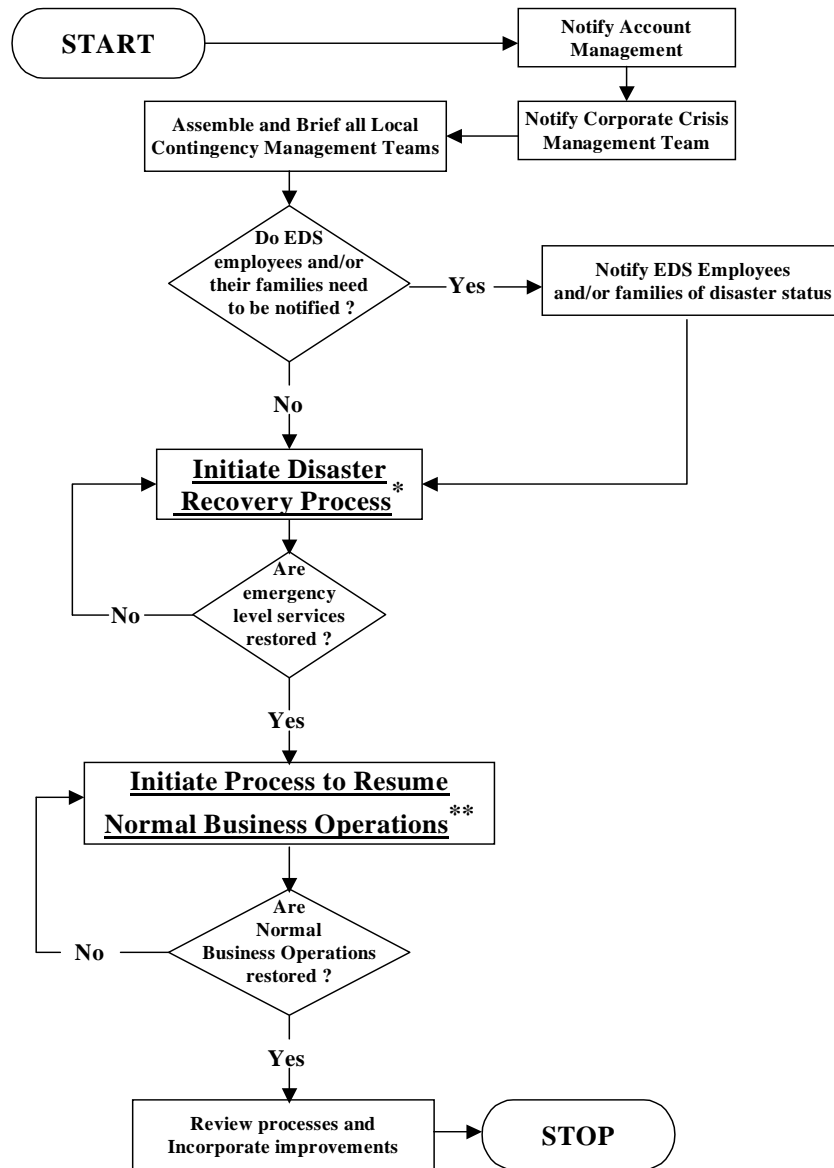 START
Notify Account
Management
Notify Corporate Crisis
Management Team
Assemble and Brief all Local
Contingency Management Teams
Do EDS
employees and/or
their families need
to be notified ?
Yes
Notify EDS Employees
and/or families of disaster status
No
Initiate Disaster
Recovery Process*
Are
emergency
level services
restored ?
No
Yes
Initiate Process to Resume
Normal Business Operations**
Are
Normal
Business Operations
restored ?
No
Yes
Review processes and
Incorporate improvements
STOP